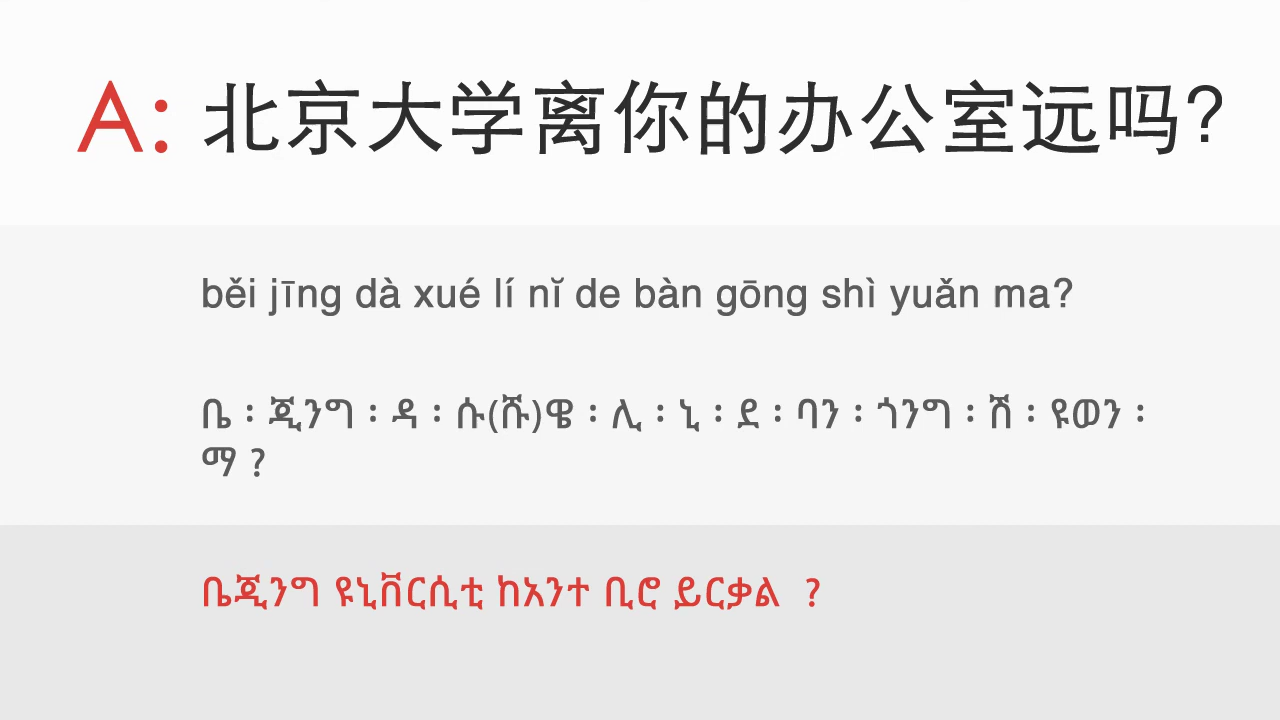 A: 北京大学离你的办公室远吗?
běi jīng dà xué lí nǐ de bàn gōng shì yuǎn ma?
ቤ ፡ ጂንግ ፡ ዳ ፡ ሱ(ሹ)ዌ ፡ ሊ ፡ ኒ ፡ ደ ፡ ባን ፡ ጎንግ ፡ ሽ ፡ ዩወን ፡
ማ ?
ቤጂንግ ዩኒቨርሲቲ ከአንተ ቢሮ ይርቃል ?